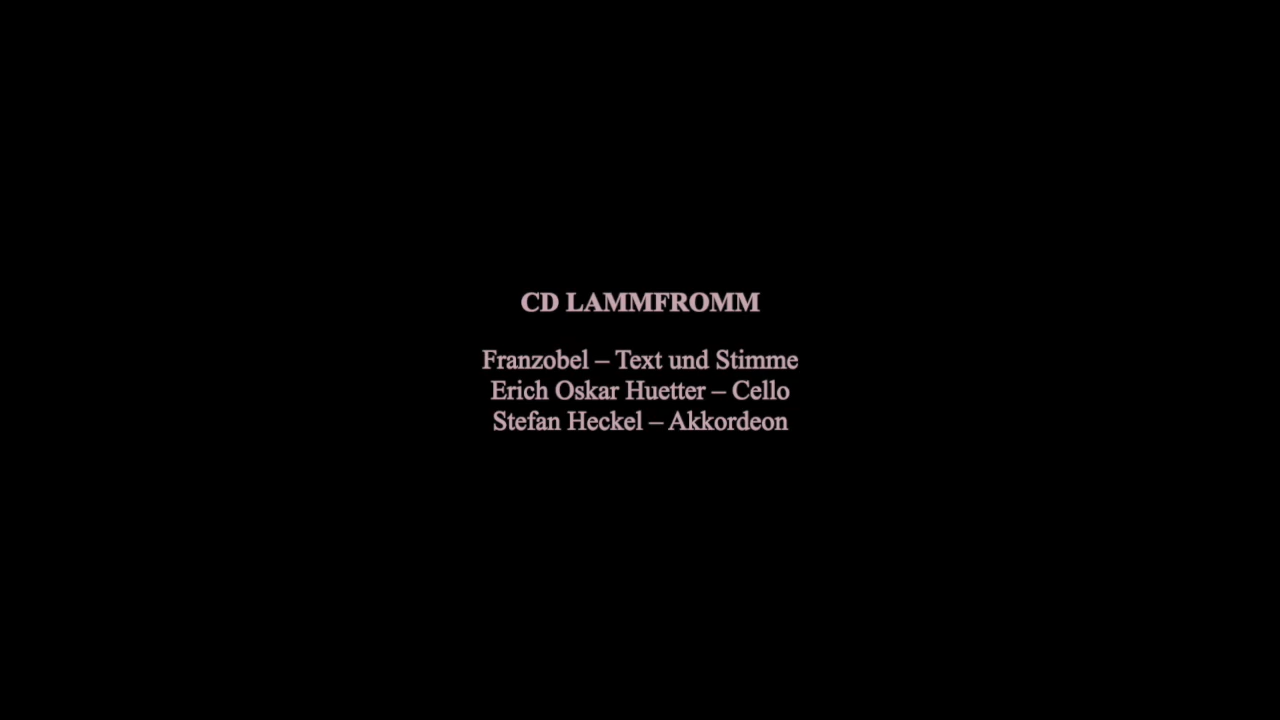 CD LAMMFROMM
Franzobel – Text und Stimme
Erich Oskar Huetter – Cello
Stefan Heckel – Akkordeon